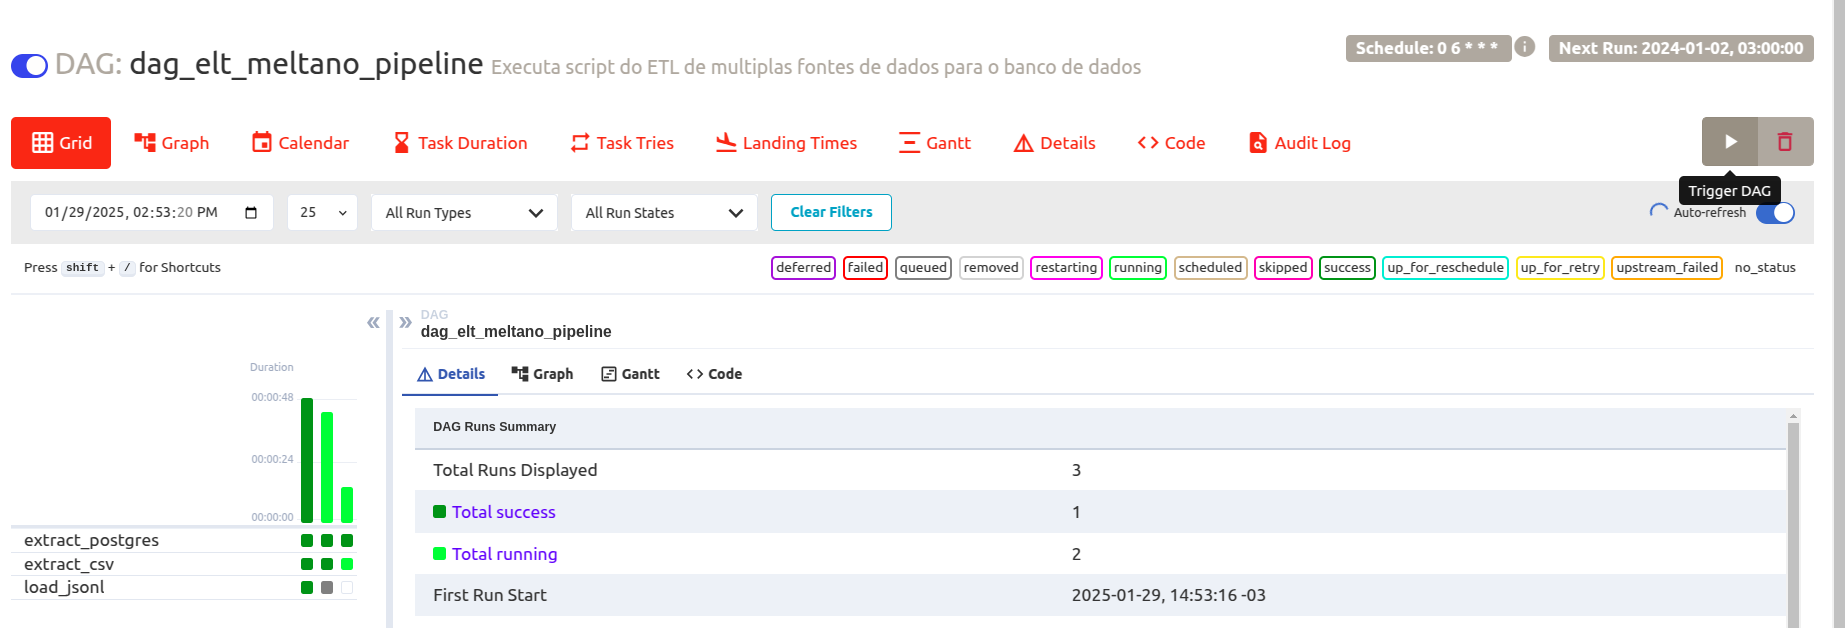 Schedule: 0 6 * * *
Next Run: 2024-01-02, 03:00:00
DAG: dag_elt_meltano_pipeline Executa script do ETL de multiplas fontes de dados para o banco de dados
Grid Graph Calendar Task Duration Task Tries Landing Times Gantt Details Code Audit Log
Trigger DAG
01/29/2025, 02:53:20 PM 25 All Run Types All Run States Clear Filters Auto-refresh
Press shift + / for Shortcuts
deferred failed queued removed restarting running scheduled skipped success up_for_reschedule up_for_retry upstream_failed no_status
DAG
dag_elt_meltano_pipeline
Duration
00:00:48
00:00:24
00:00:00
extract_postgres
extract_csv
load_jsonl
Details Graph Gantt Code
DAG Runs Summary
Total Runs Displayed 3
Total success 1
Total running 2
First Run Start 2025-01-29, 14:53:16 -03